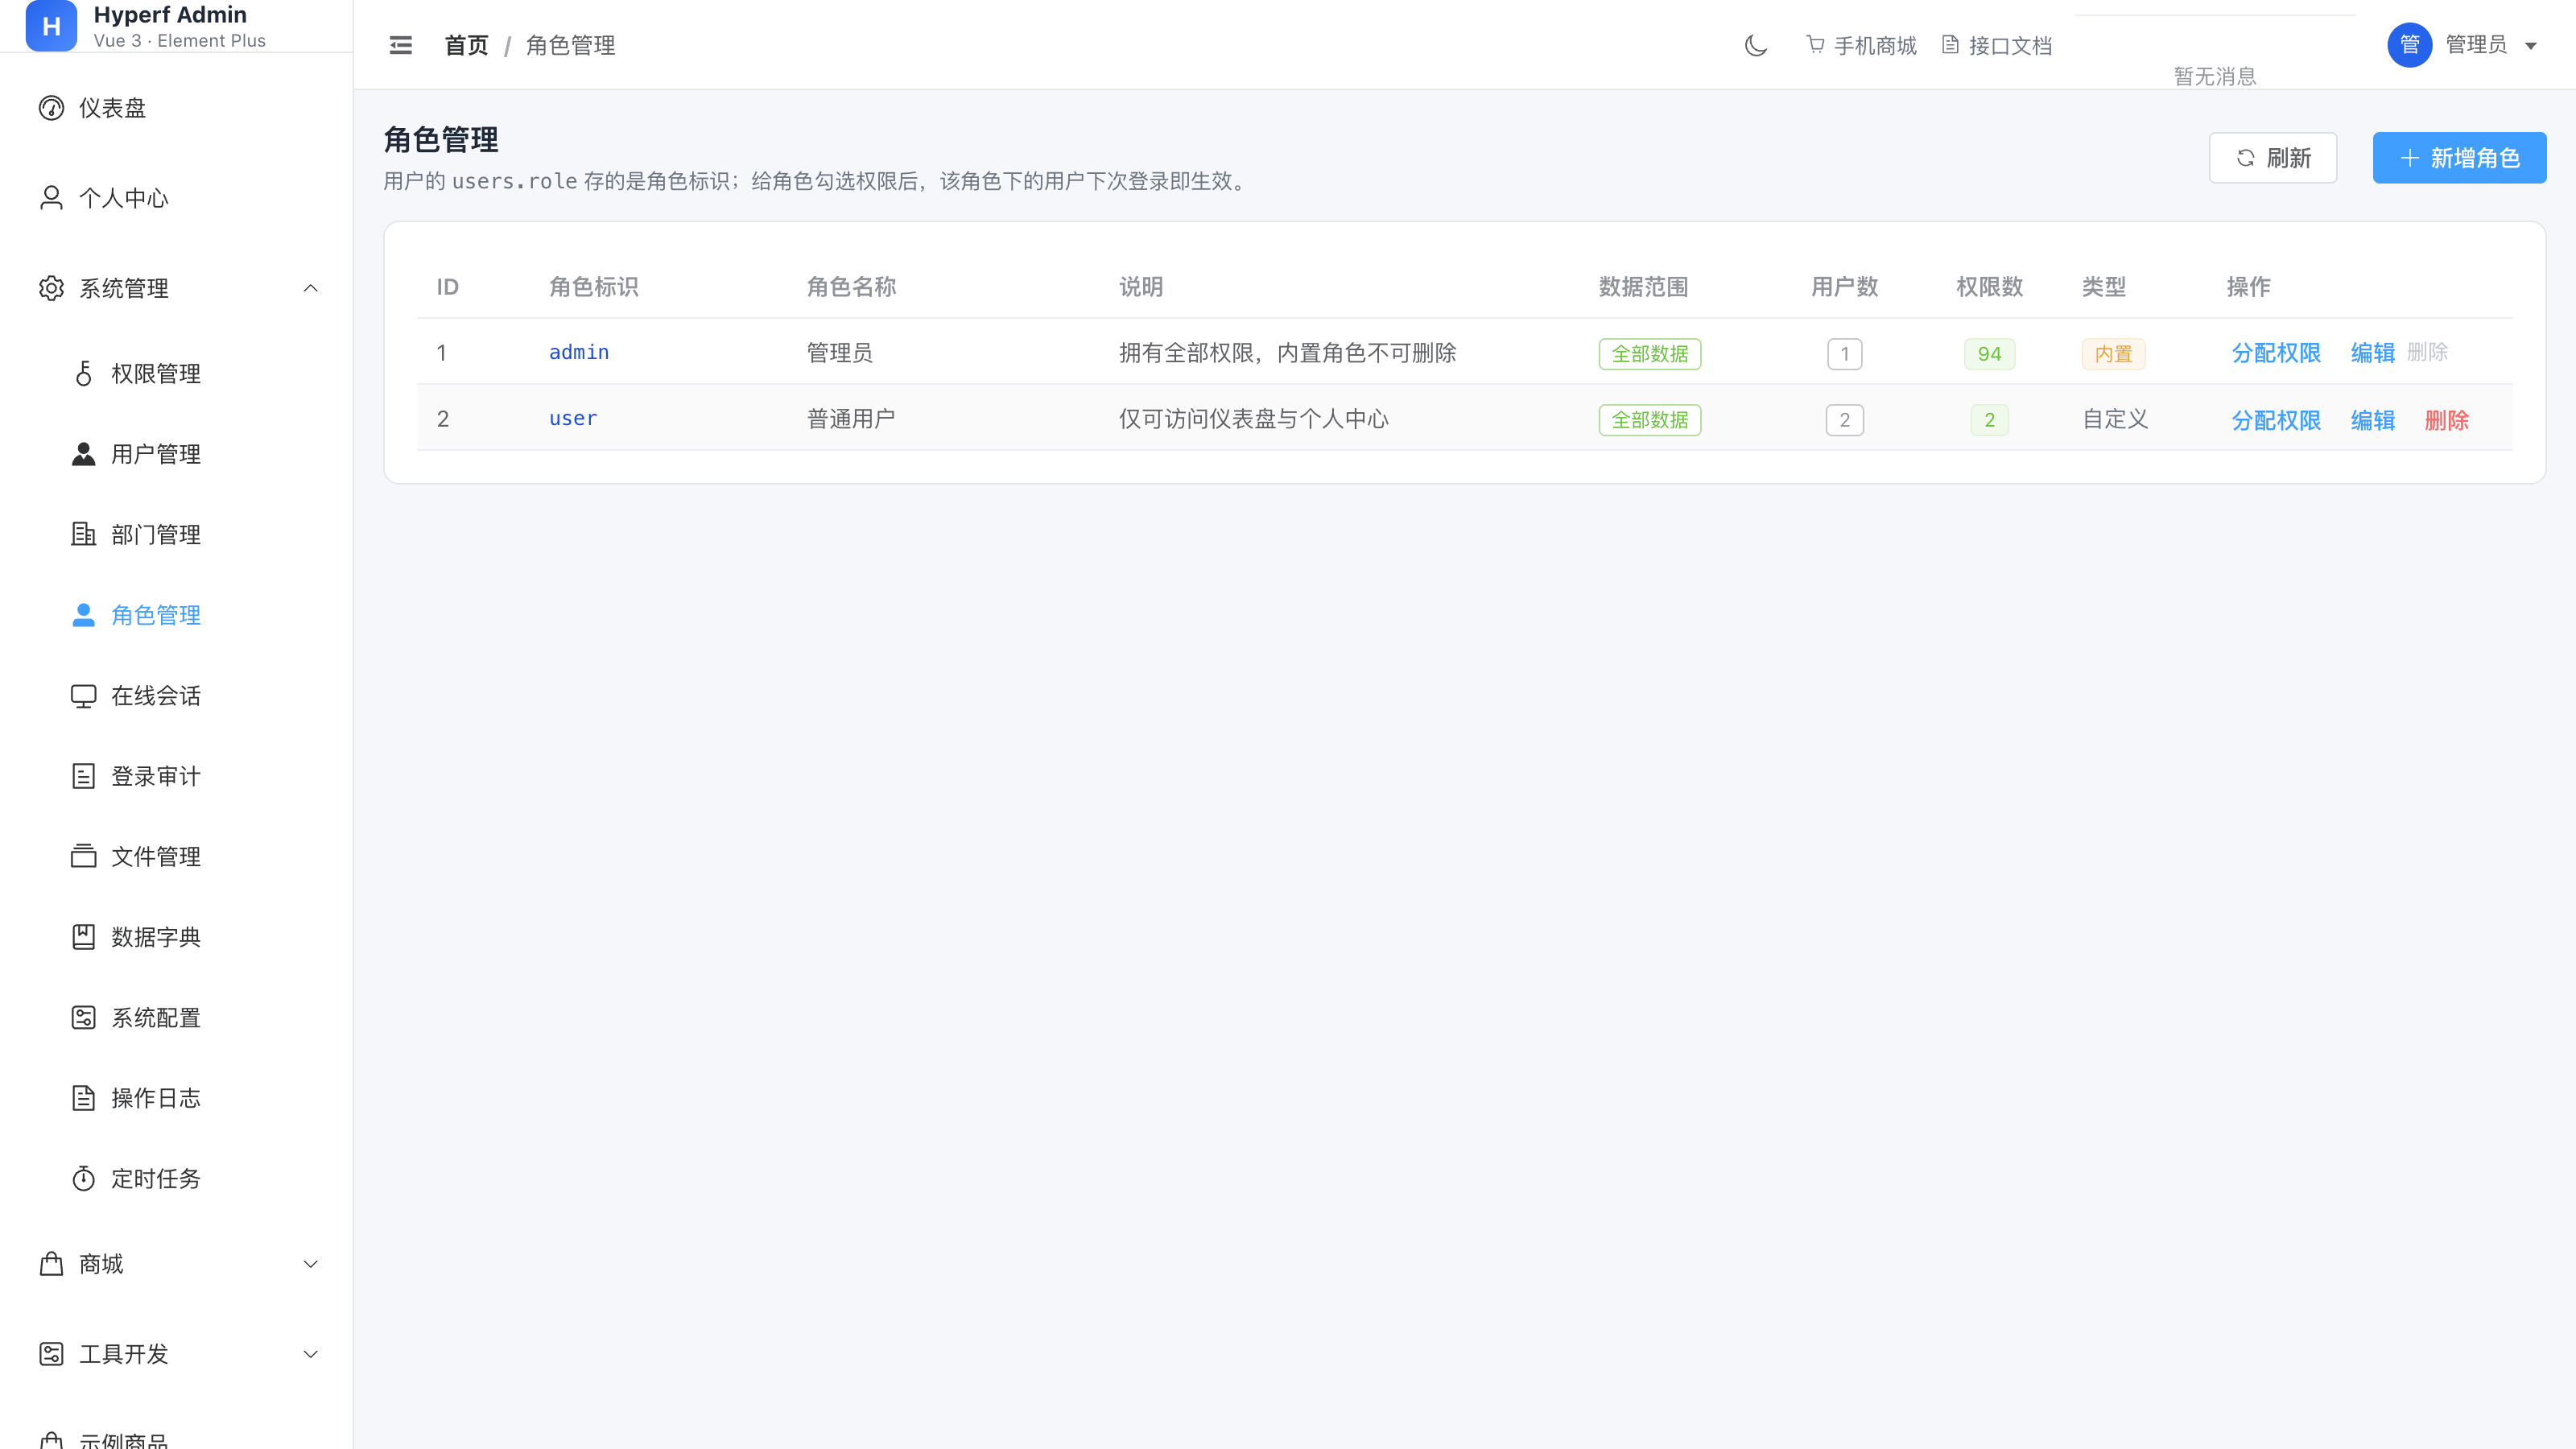 H
Hyperf Admin
Vue 3 · Element Plus
仪表盘
个人中心
系统管理
权限管理
用户管理
部门管理
角色管理
在线会话
登录审计
文件管理
数据字典
系统配置
操作日志
定时任务
商城
工具开发
示例商品
首页 / 角色管理
手机商城 接口文档
暂无消息
管 管理员
角色管理
用户的 users.role 存的是角色标识；给角色勾选权限后，该角色下的用户下次登录即生效。
刷新
新增角色
ID 角色标识 角色名称 说明 数据范围 用户数 权限数 类型 操作
1 admin 管理员 拥有全部权限，内置角色不可删除 全部数据 1 94 内置 分配权限 编辑 删除
2 user 普通用户 仅可访问仪表盘与个人中心 全部数据 2 2 自定义 分配权限 编辑 删除